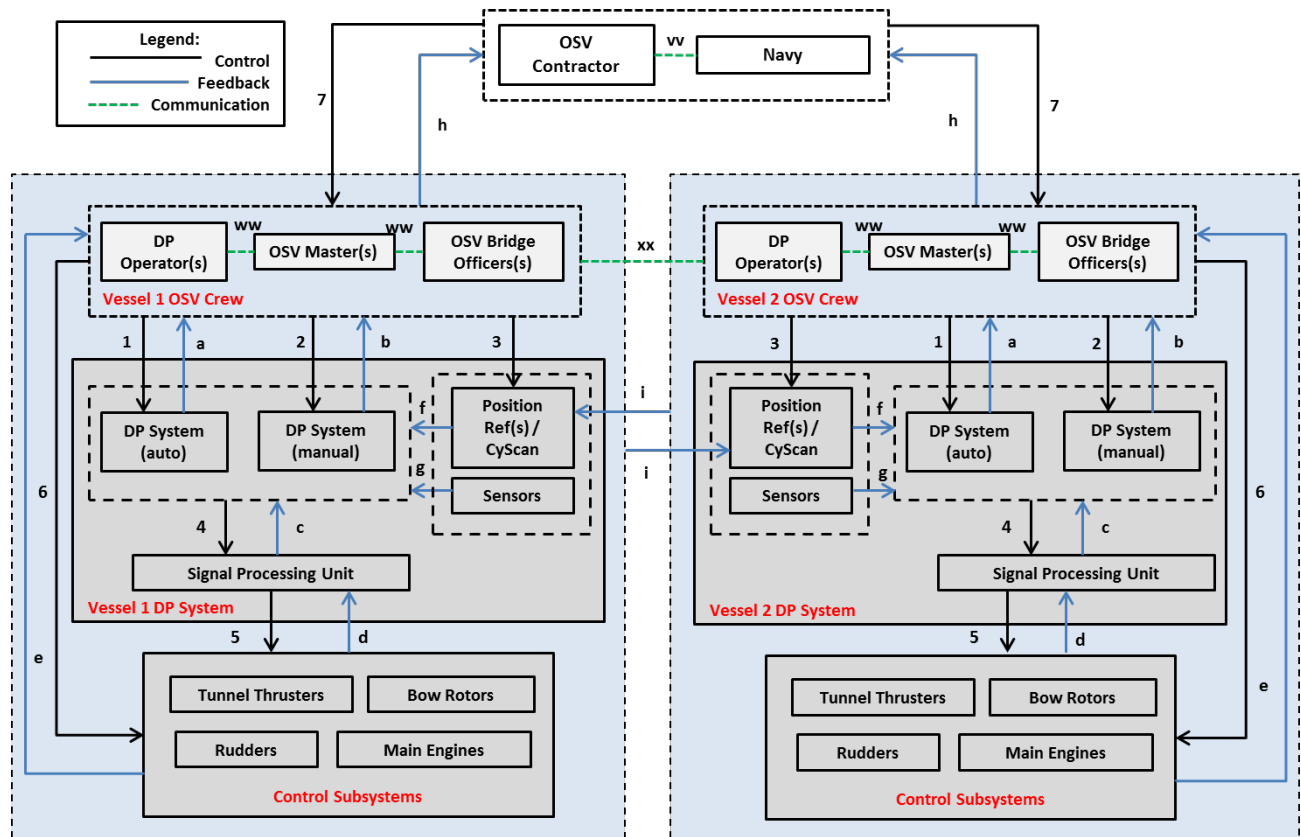 Legend:
Control
Feedback
Communication
OSV
Contractor
vv
Navy
7
h
h
7
DP
Operator(s)
ww
OSV Master(s)
ww
OSV Bridge
Officers(s)
Vessel 1 OSV Crew
xx
DP
Operator(s)
ww
OSV Master(s)
ww
OSV Bridge
Officers(s)
Vessel 2 OSV Crew
1
a
2
b
3
3
1
a
2
b
DP System
(auto)
DP System
(manual)
f
g
Position
Ref(s) /
CyScan
Sensors
i
i
Position
Ref(s) /
CyScan
Sensors
f
g
DP System
(auto)
DP System
(manual)
6
4
c
Signal Processing Unit
Vessel 1 DP System
4
c
6
Signal Processing Unit
Vessel 2 DP System
e
5
d
Tunnel Thrusters
Bow Rotors
Rudders
Main Engines
Control Subsystems
5
d
e
Tunnel Thrusters
Bow Rotors
Rudders
Main Engines
Control Subsystems